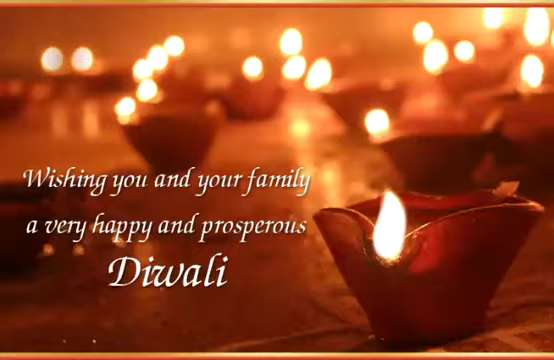 Wishing you and your family
a very happy and prosperous
Diwali